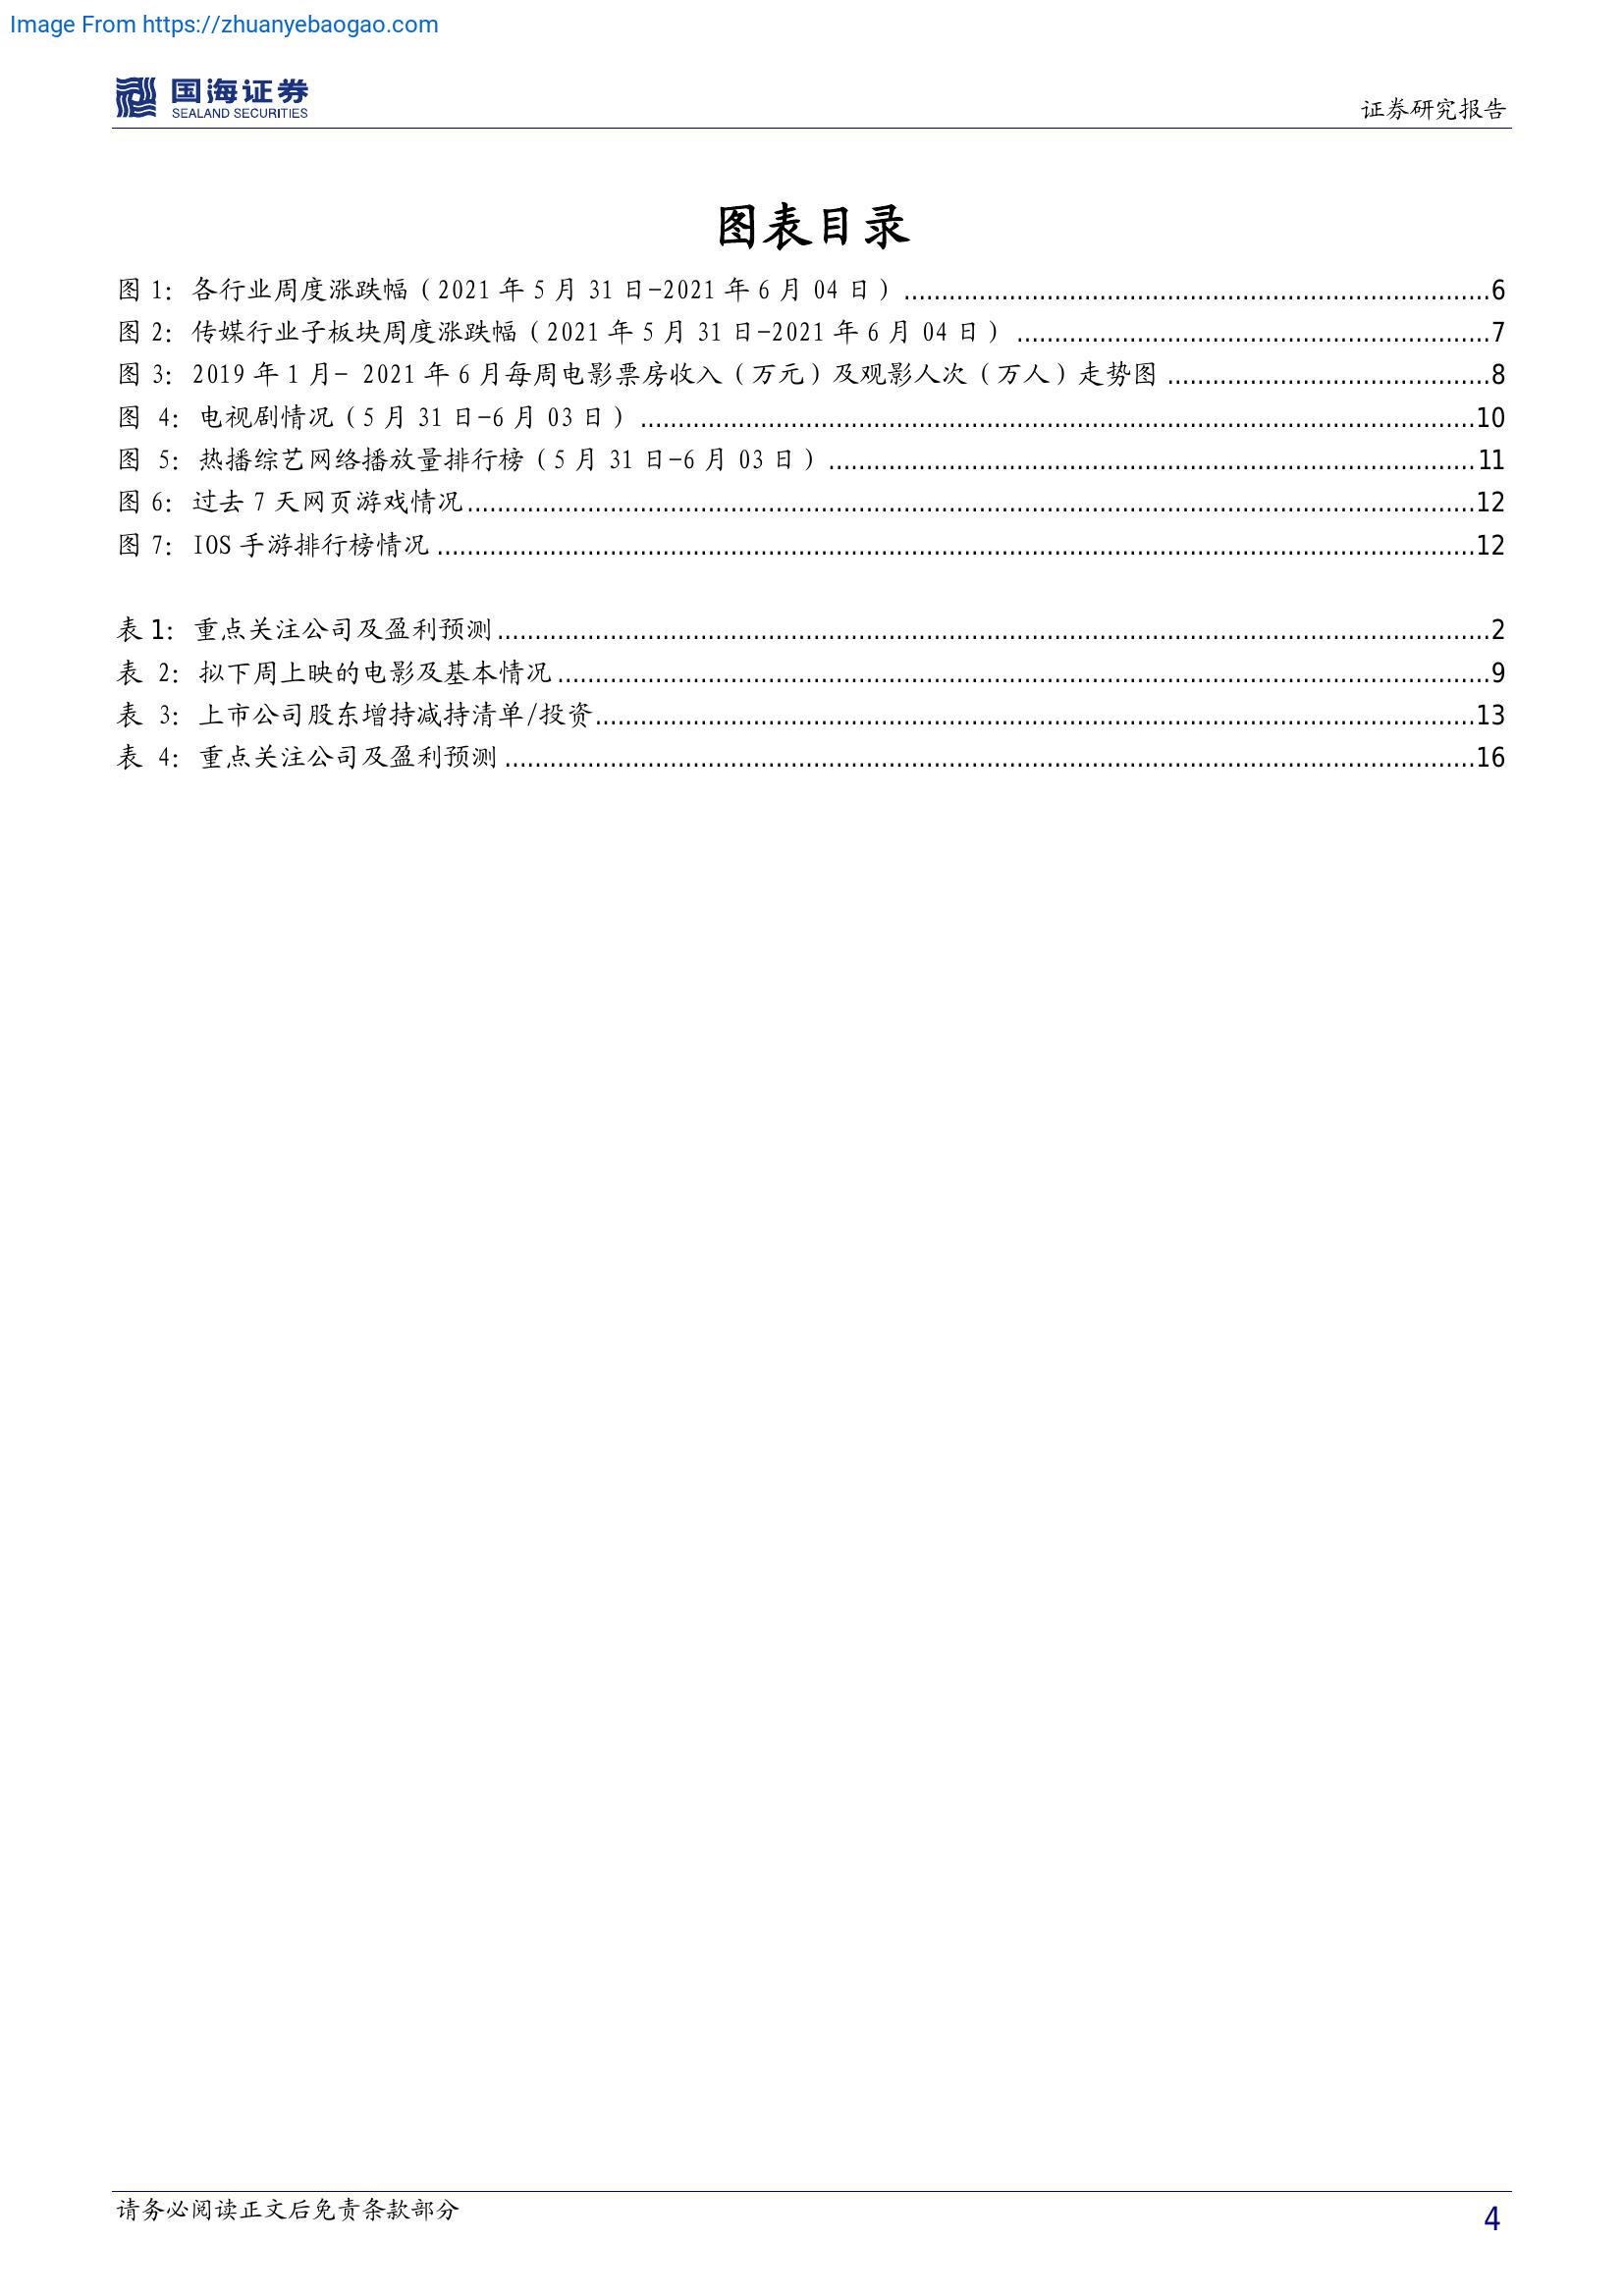 Image From https://zhuanyebaogao.com
国海证券
SEALAND SECURITIES
证券研究报告
图表目录
图 1：各行业周度涨跌幅（2021 年 5 月 31 日-2021 年 6 月 04 日）......6
图 2：传媒行业子板块周度涨跌幅（2021 年 5 月 31 日-2021 年 6 月 04 日）......7
图 3：2019 年 1 月- 2021 年 6 月每周电影票房收入（万元）及观影人次（万人）走势图......8
图 4：电视剧情况（5 月 31 日-6 月 03 日）......10
图 5：热播综艺网络播放量排行榜（5 月 31 日-6 月 03 日）......11
图 6：过去 7 天网页游戏情况......12
图 7：IOS 手游排行榜情况......12
表 1：重点关注公司及盈利预测......2
表 2：拟下周上映的电影及基本情况......9
表 3：上市公司股东增持减持清单/投资......13
表 4：重点关注公司及盈利预测......16
请务必阅读正文后免责条款部分
4